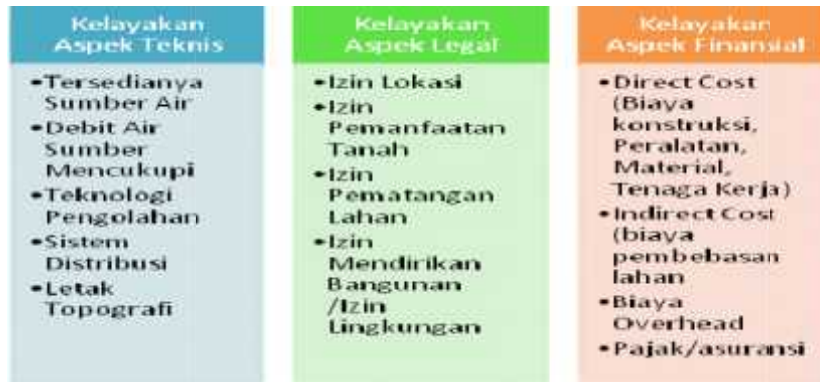 Kelayakan
Aspek Teknis
•Tersedianya
Sumber Air
•Debit Air
Sumber
Mencukupi
•Teknologi
Pengolahan
•Sistem
Distribusi
•Letak
Topografi
Kelayakan
Aspek Legal
•Izin Lokasi
•Izin
Pemanfaatan
Tanah
•Izin
Pematangan
Lahan
•Izin
Mendirikan
Bangunan
/Izin
Lingkungan
Kelayakan
Aspek Finansial
•Direct Cost
(Biaya
konstruksi,
Peralatan,
Material,
Tenaga Kerja)
•Indirect Cost
(biaya
pembebasan
lahan
•Biaya
Overhead
•Pajak/asuransi